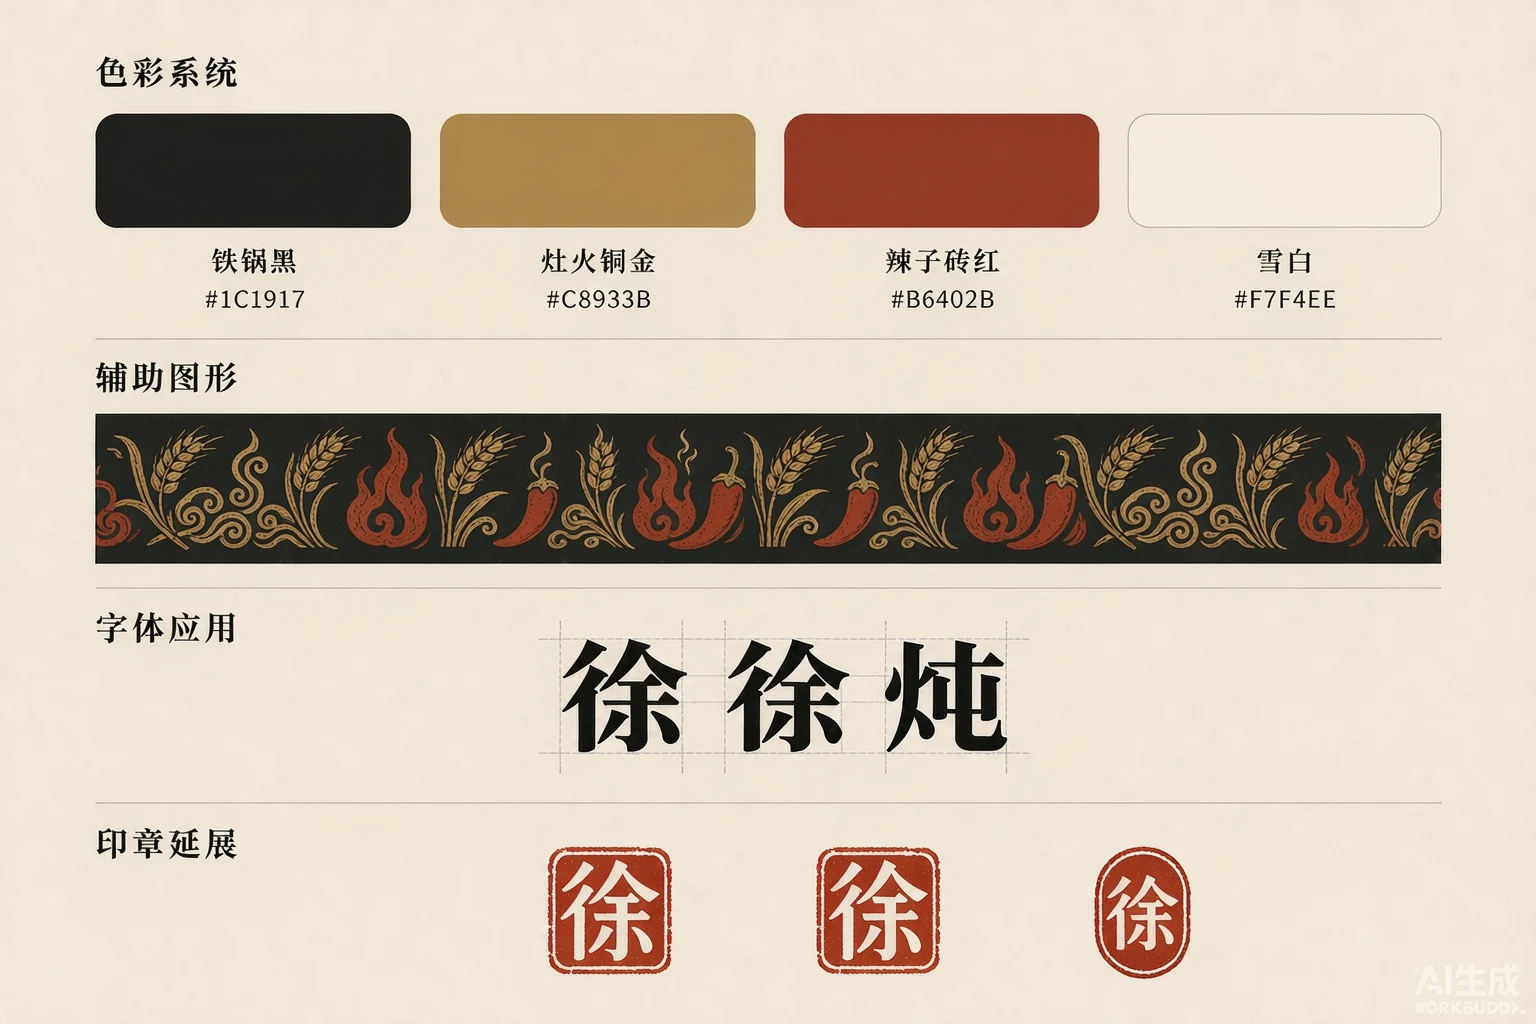 色彩系统
铁锅黑
#1C1917
灶火铜金
#C8933B
辣子砖红
#B6402B
雪白
#F7F4EE
辅助图形
字体应用
徐徐炖
印章延展
徐
徐
徐
AI生成
WORKBUDDY